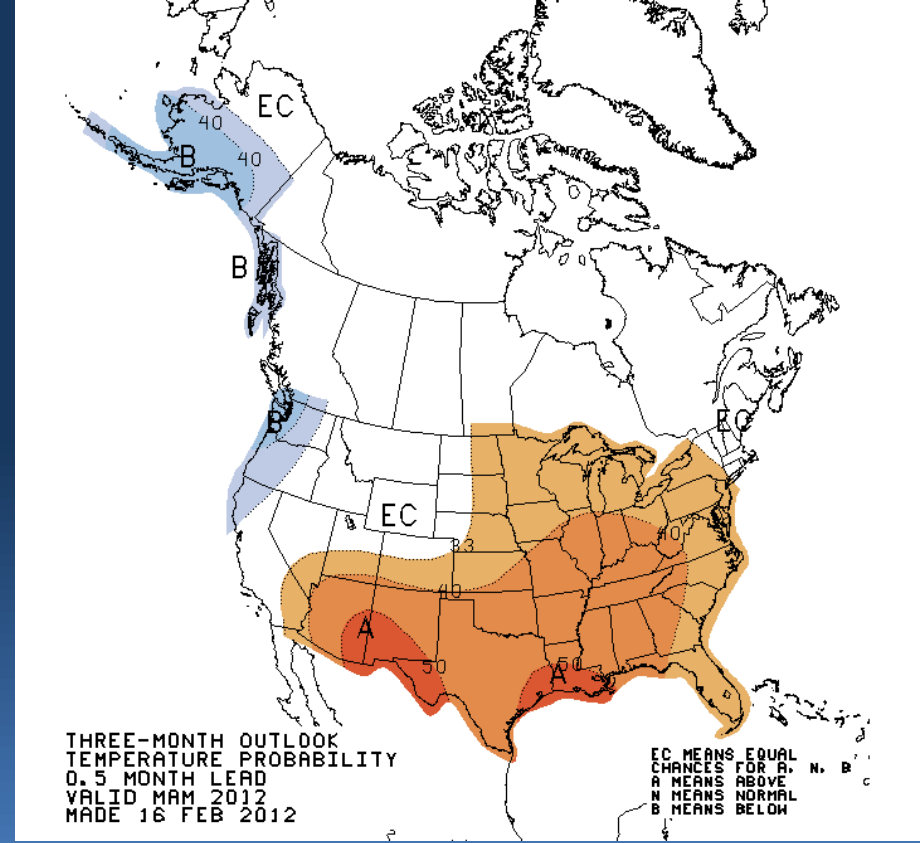 EC
40
40
B
B
B
EC
EC
33
40
40
A
50
A
50
THREE-MONTH OUTLOOK
TEMPERATURE PROBABILITY
0.5 MONTH LEAD
VALID MAM 2012
MADE 16 FEB 2012
EC MEANS EQUAL
CHANCES FOR A, N, B
A MEANS ABOVE
N MEANS NORMAL
B MEANS BELOW